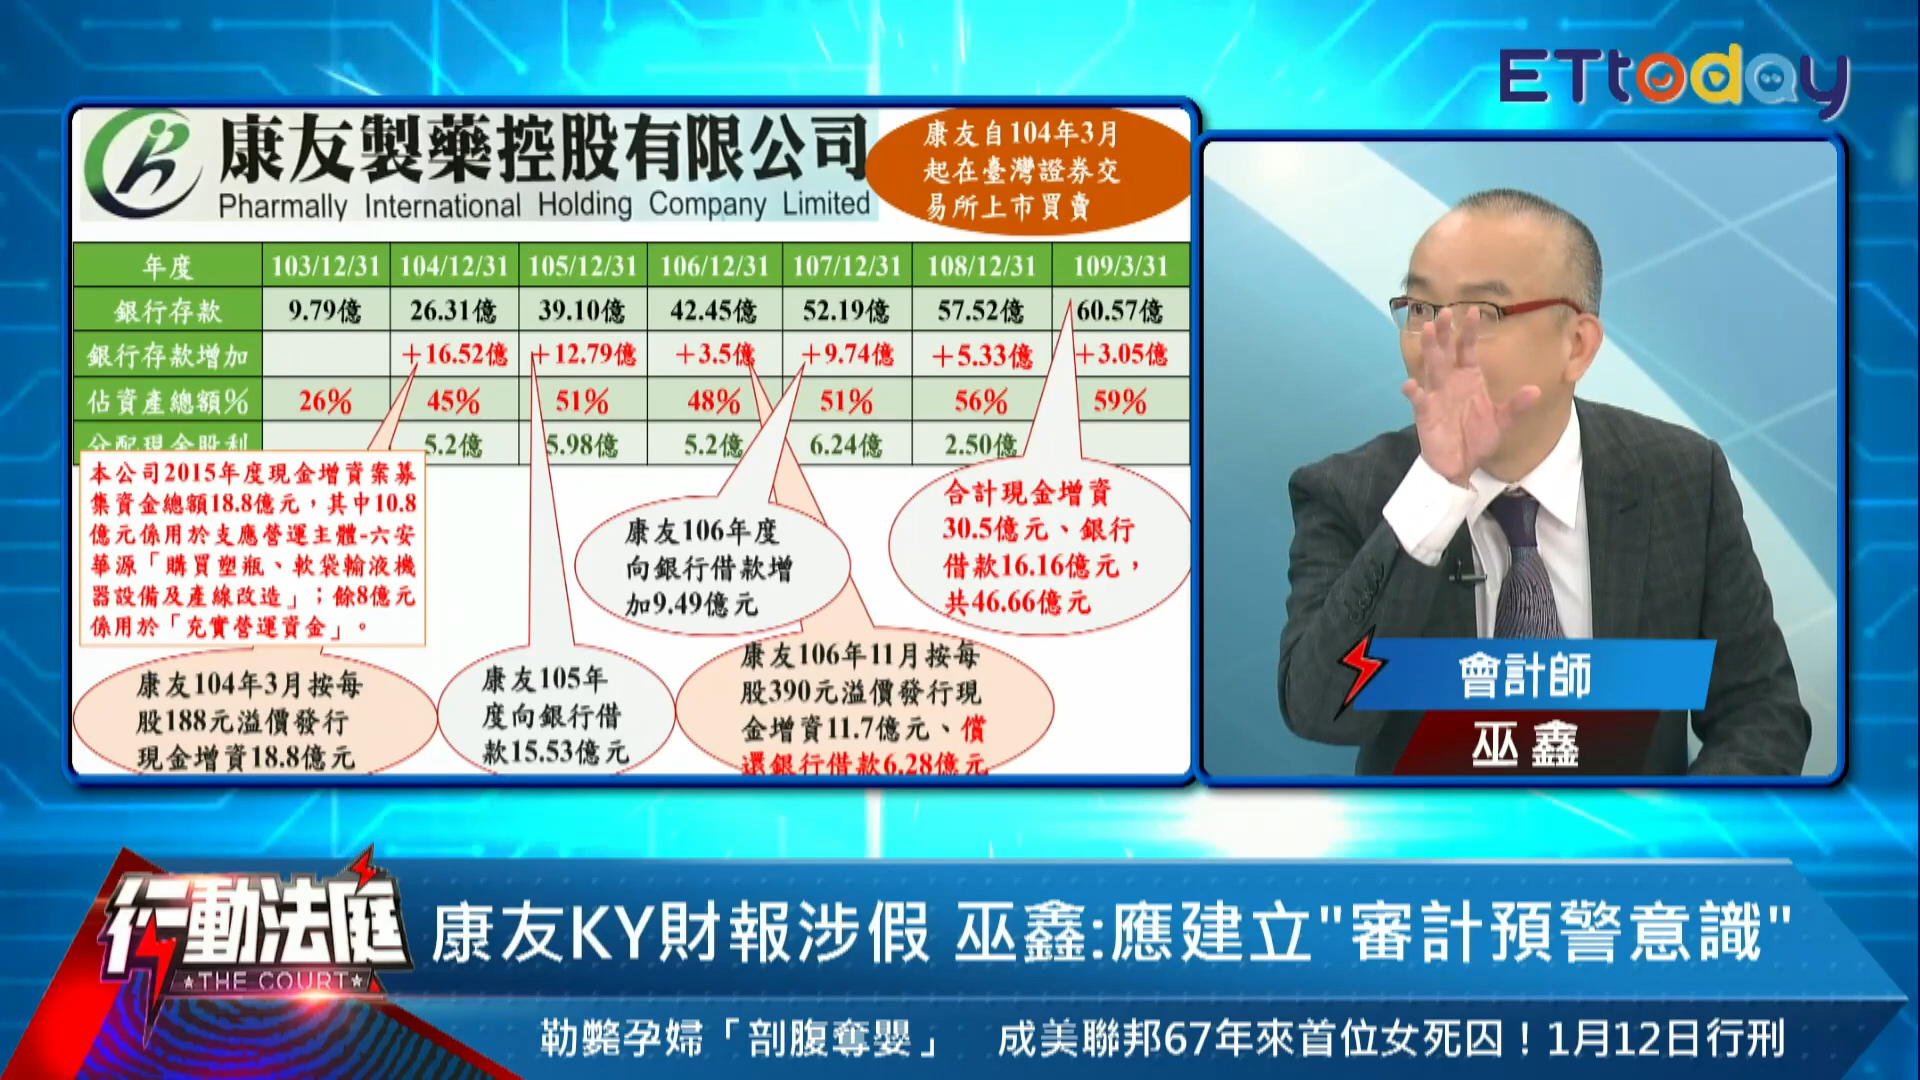 ETtoday
康友製藥控股有限公司
Pharmally International Holding Company Limited
康友自104年3月
起在臺灣證券交
易所上市買賣
年度 103/12/31 104/12/31 105/12/31 106/12/31 107/12/31 108/12/31 109/3/31
銀行存款 9.79億 26.31億 39.10億 42.45億 52.19億 57.52億 60.57億
銀行存款增加 +16.52億 +12.79億 +3.5億 +9.74億 +5.33億 +3.05億
佔資產總額% 26% 45% 51% 48% 51% 56% 59%
分配現金股利 5.2億 5.98億 5.2億 6.24億 2.50億
本公司2015年度現金增資案募
集資金總額18.8億元,其中10.8
億元係用於支應營運主體-六安
華源「購買塑瓶、軟袋輸液機
器設備及產線改造」;餘8億元
係用於「充實營運資金」。
康友104年3月按每
股188元溢價發行
現金增資18.8億元
康友105年
度向銀行借
款15.53億元
康友106年度
向銀行借款增
加9.49億元
康友106年11月按每
股390元溢價發行現
金增資11.7億元、償
還銀行借款6.28億元
合計現金增資
30.5億元、銀行
借款16.16億元,
共46.66億元
會計師
巫鑫
行動法庭
THE COURT
康友KY財報涉假 巫鑫:應建立"審計預警意識"
勒斃孕婦「剖腹奪嬰」 成美聯邦67年來首位女死囚!1月12日行刑